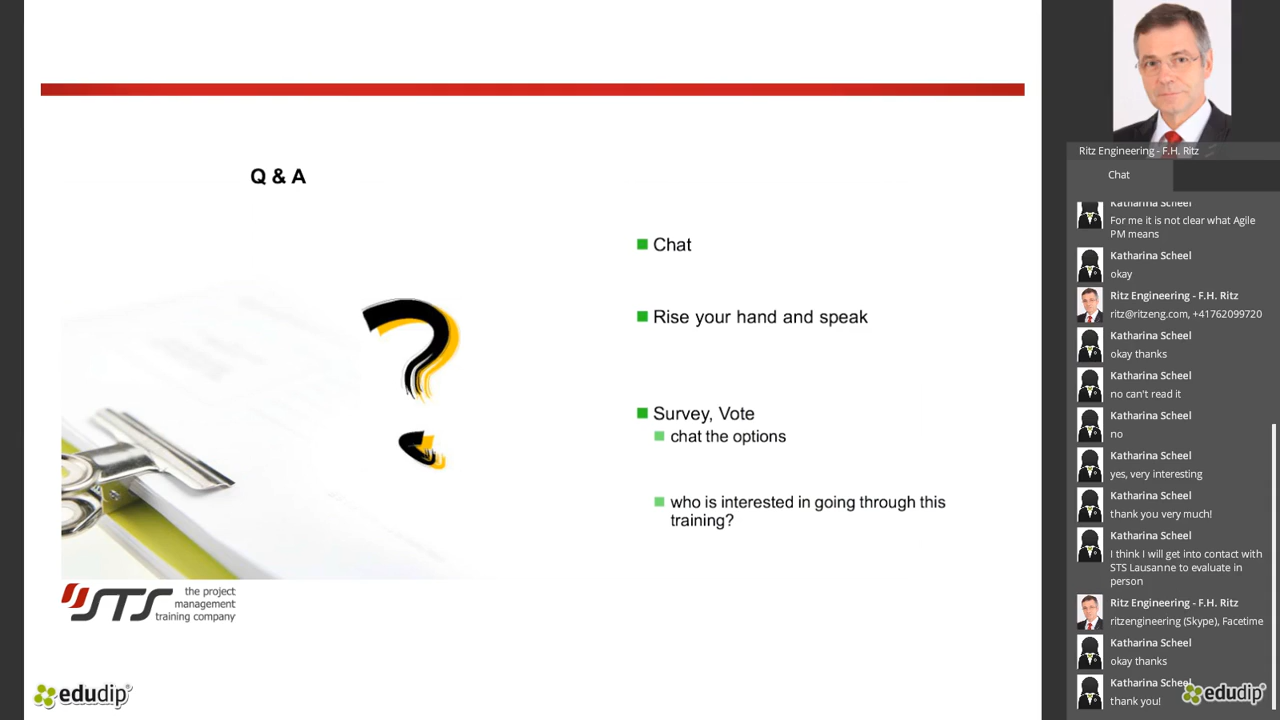 Q & A
Chat
Rise your hand and speak
Survey, Vote
chat the options
who is interested in going through this
training?
STS
the project
management
training company
edudip®
Ritz Engineering - F.H. Ritz
Chat
Katharina Scheel
For me it is not clear what Agile
PM means
Katharina Scheel
okay
Ritz Engineering - F.H. Ritz
ritz@ritzeng.com, +41762099720
Katharina Scheel
okay thanks
Katharina Scheel
no can't read it
Katharina Scheel
no
Katharina Scheel
yes, very interesting
Katharina Scheel
thank you very much!
Katharina Scheel
I think I will get into contact with
STS Lausanne to evaluate in
person
Ritz Engineering - F.H. Ritz
ritzengineering (Skype), Facetime
Katharina Scheel
okay thanks
Katharina Scheel
thank you!
edudip®